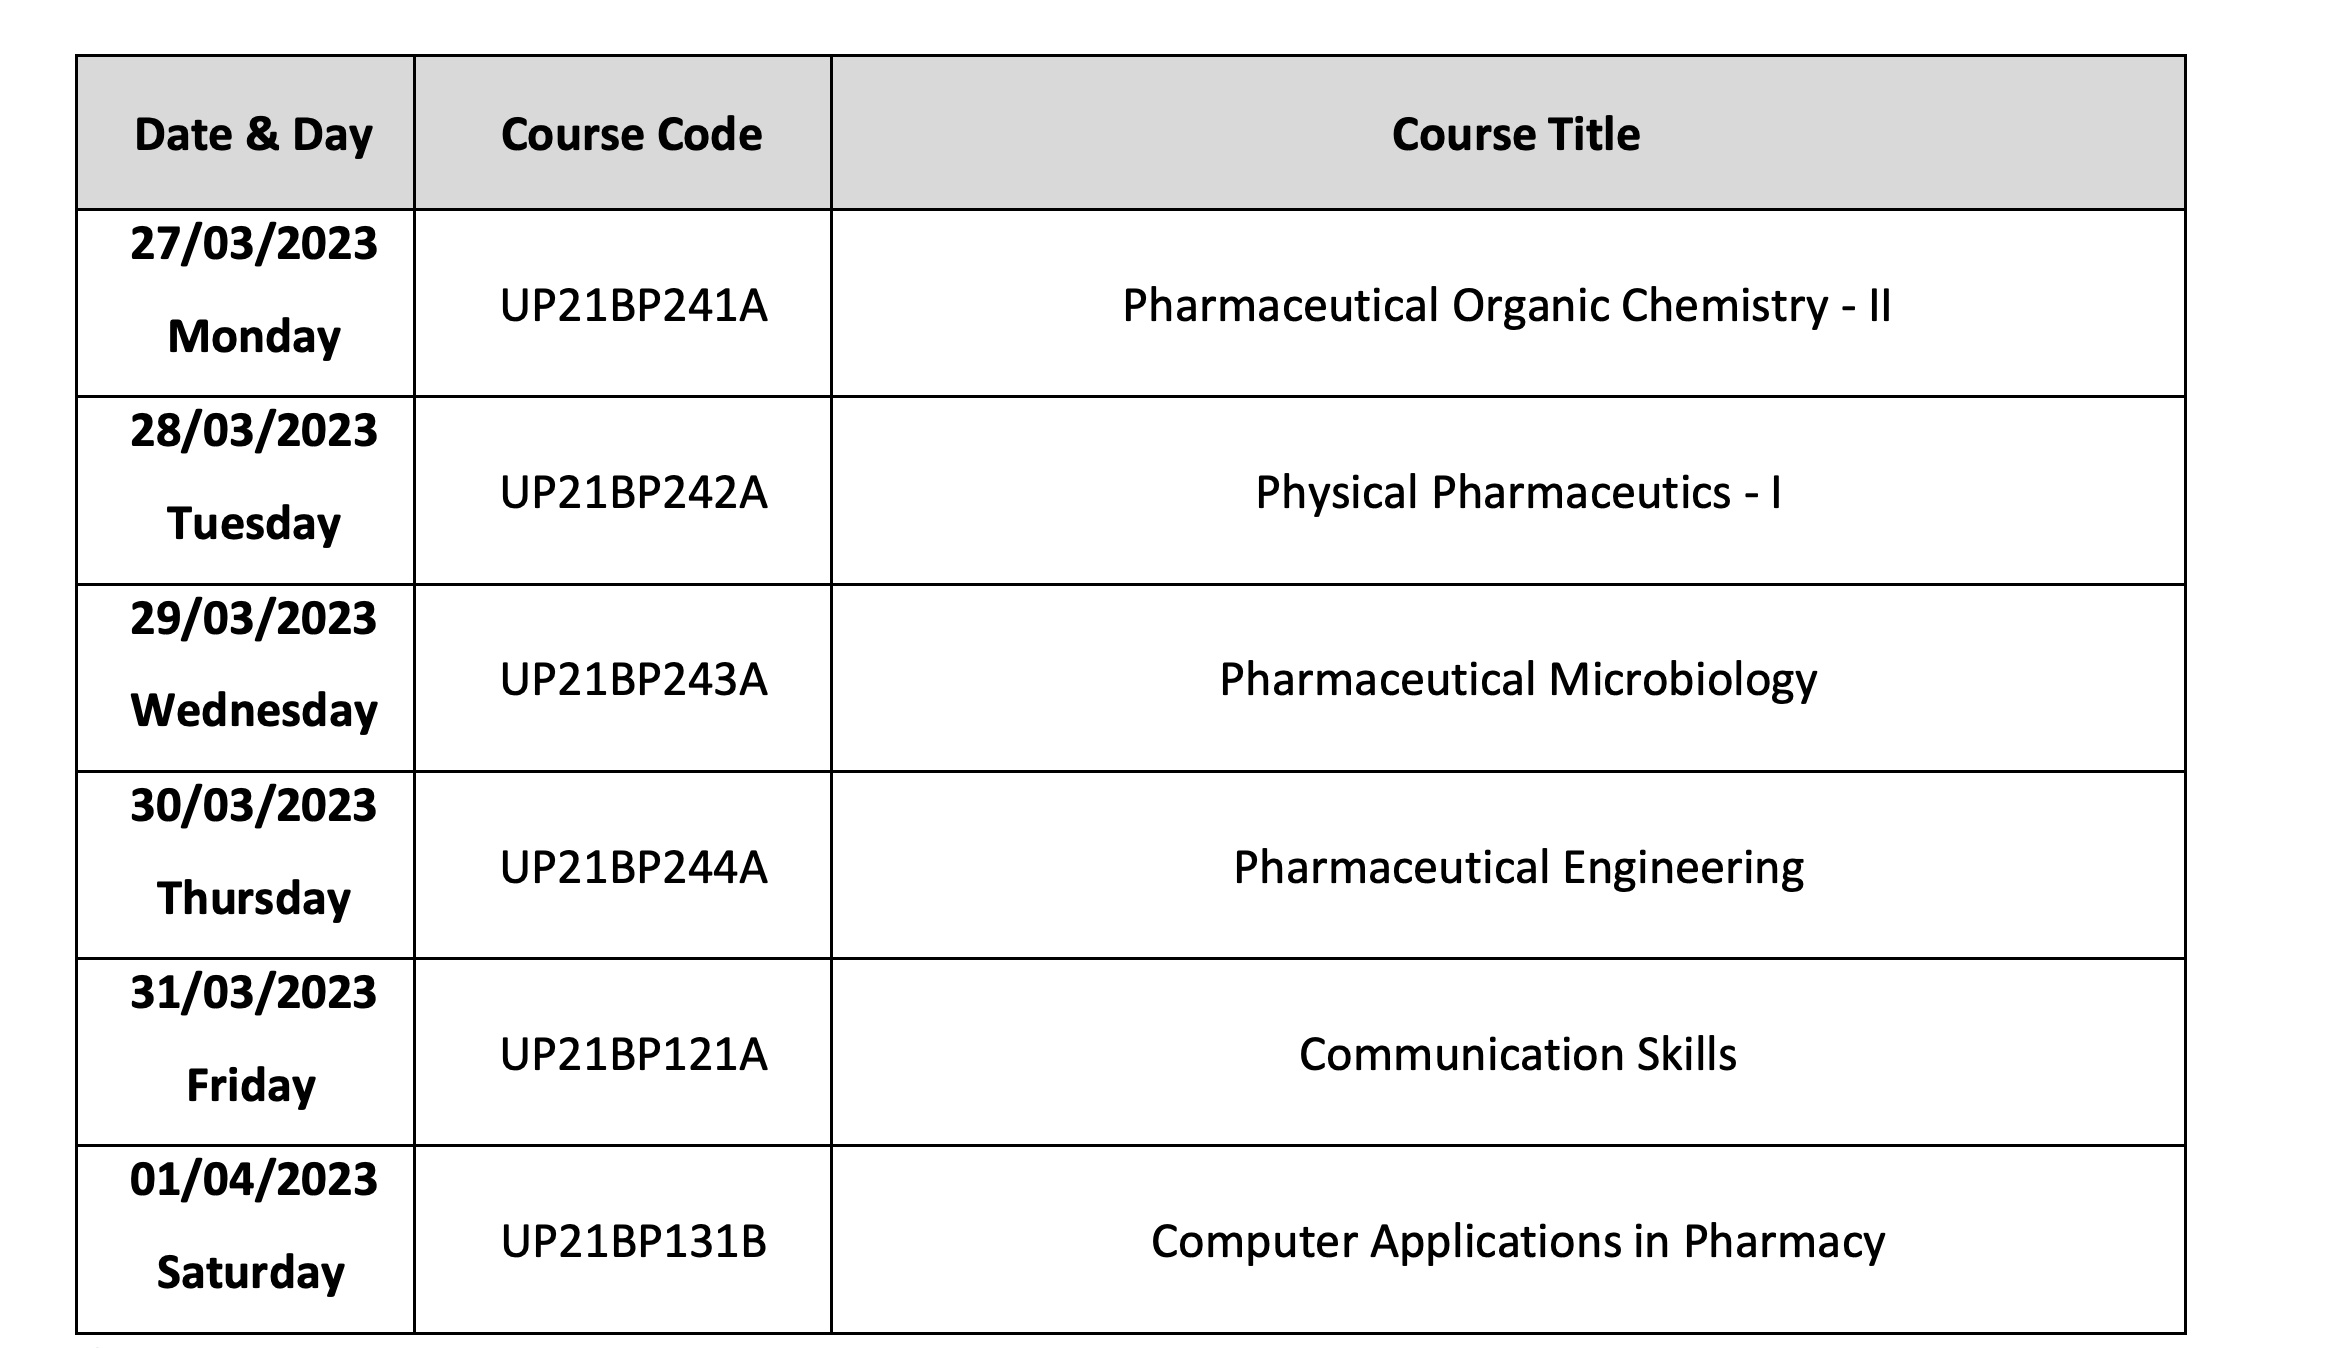 Date & Day Course Code Course Title
27/03/2023
Monday
UP21BP241A Pharmaceutical Organic Chemistry - II
28/03/2023
Tuesday
UP21BP242A Physical Pharmaceutics - I
29/03/2023
Wednesday
UP21BP243A Pharmaceutical Microbiology
30/03/2023
Thursday
UP21BP244A Pharmaceutical Engineering
31/03/2023
Friday
UP21BP121A Communication Skills
01/04/2023
Saturday
UP21BP131B Computer Applications in Pharmacy